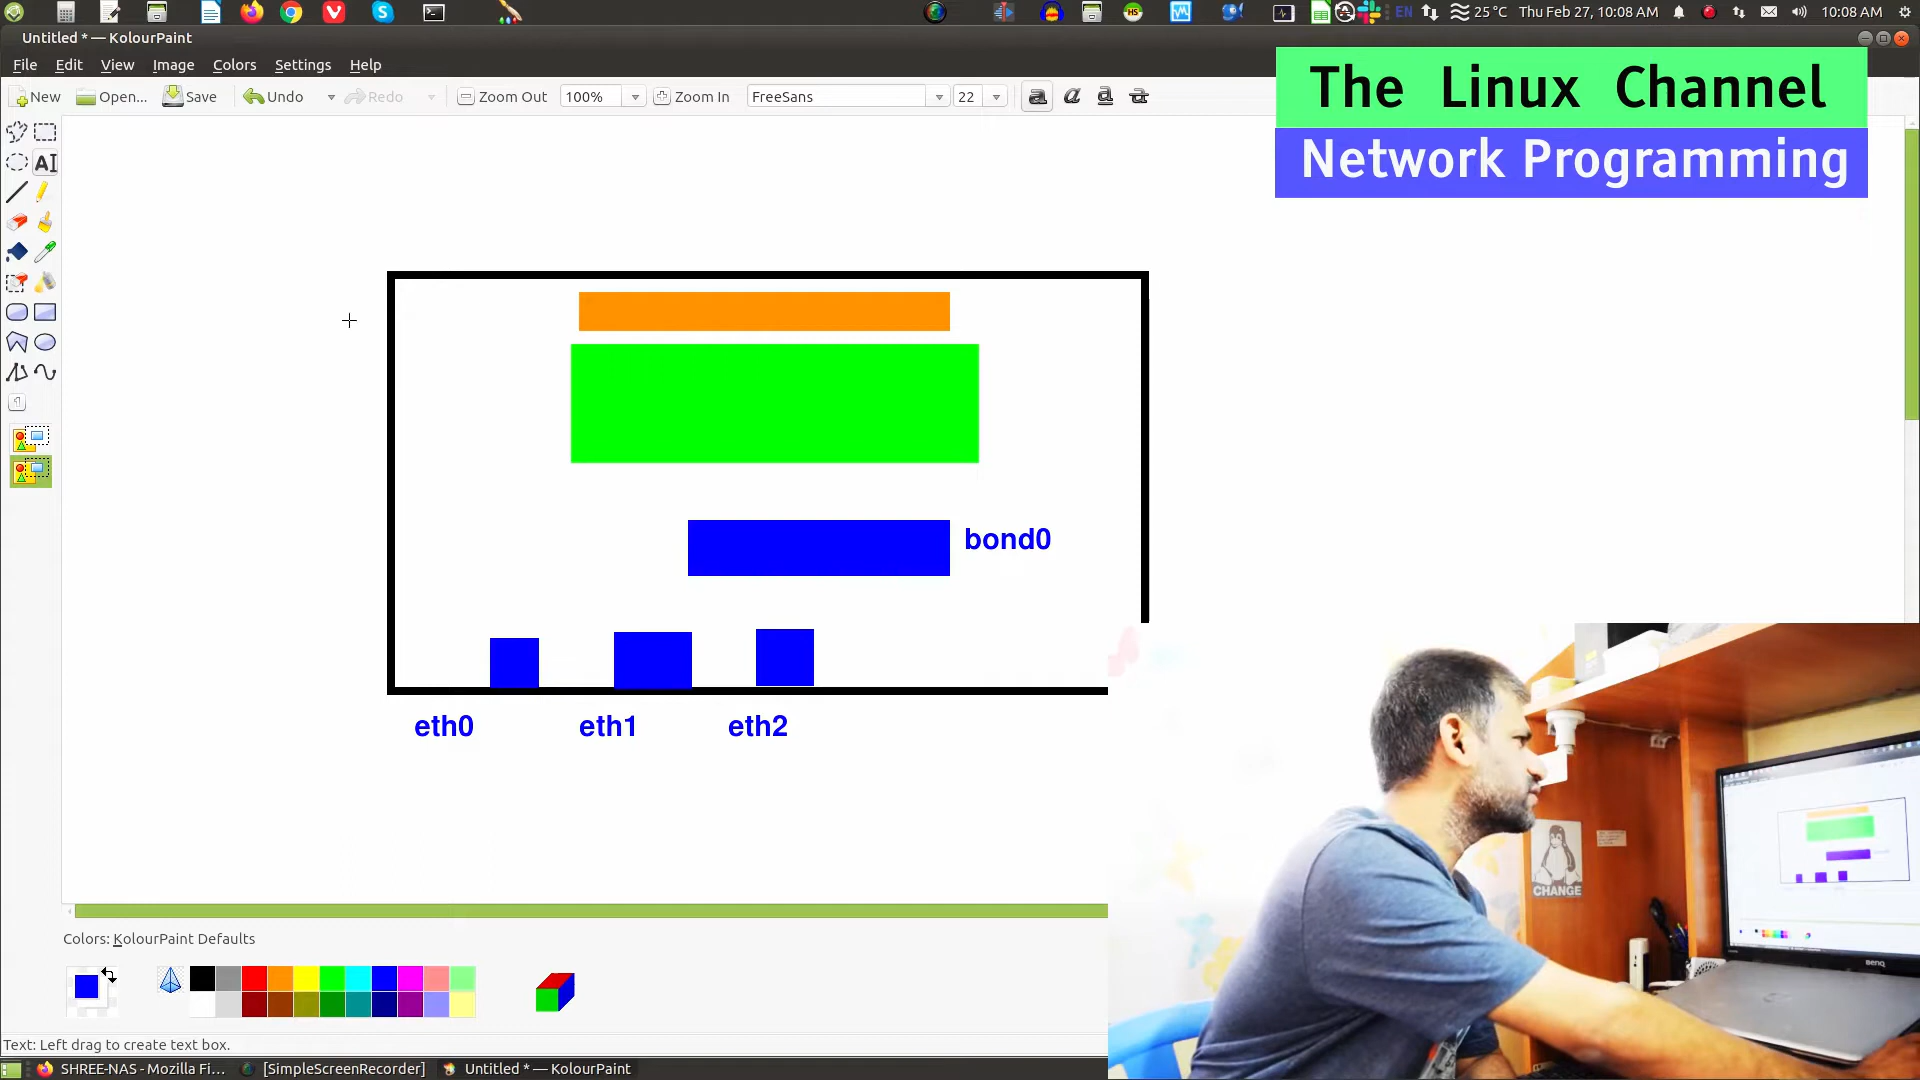 EN
25 °C
Thu Feb 27, 10:08 AM
10:08 AM
Untitled * — KolourPaint
File Edit View Image Colors Settings Help
New Open... Save Undo Redo Zoom Out 100% Zoom In FreeSans 22
The Linux Channel
Network Programming
bond0
eth0 eth1 eth2
CHANGE
BenQ
Colors: KolourPaint Defaults
Text: Left drag to create text box.
SHREE-NAS - Mozilla Fi... [SimpleScreenRecorder] Untitled * — KolourPaint